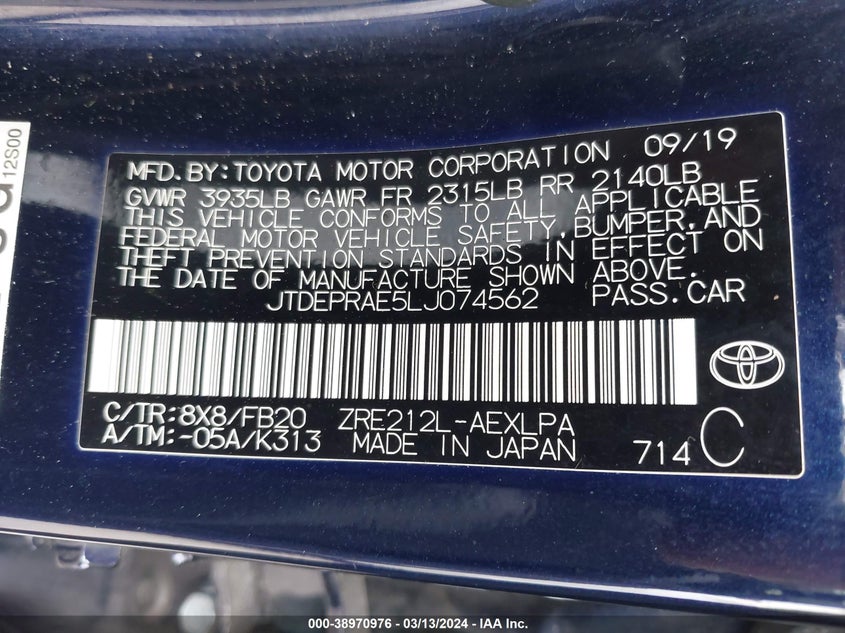 MFD.BY:TOYOTA MOTOR CORPORATION 09/19
GVWR 3935LB GAWR FR 2315LB RR 2140LB
THIS VEHICLE CONFORMS TO ALL APPLICABLE
FEDERAL MOTOR VEHICLE SAFETY,BUMPER,AND
THEFT PREVENTION STANDARDS IN EFFECT ON
THE DATE OF MANUFACTURE SHOWN ABOVE.
JTDEPRAE5LJ074562 PASS.CAR
C/TR:8X8/FB20 ZRE212L-AEXLPA
A/TM:-05A/K313 MADE IN JAPAN 714 C
12S00
000-38970976 - 03/13/2024 - IAA Inc.